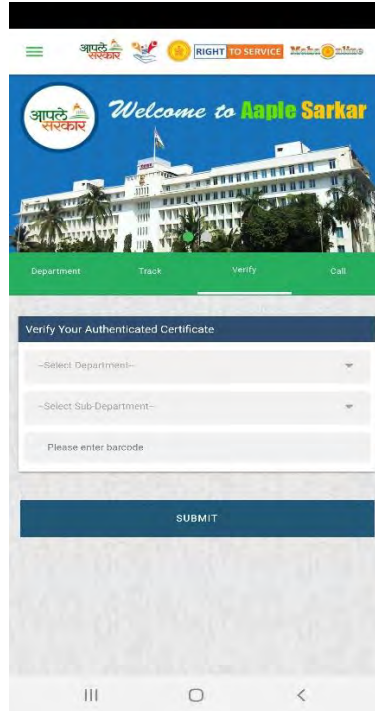 आपले सरकार RIGHT TO SERVICE MahaOnline
आपले सरकार
Welcome to Aaple Sarkar
Department Track Verify Call
Verify Your Authenticated Certificate
--Select Department--
--Select Sub-Department--
Please enter barcode
SUBMIT